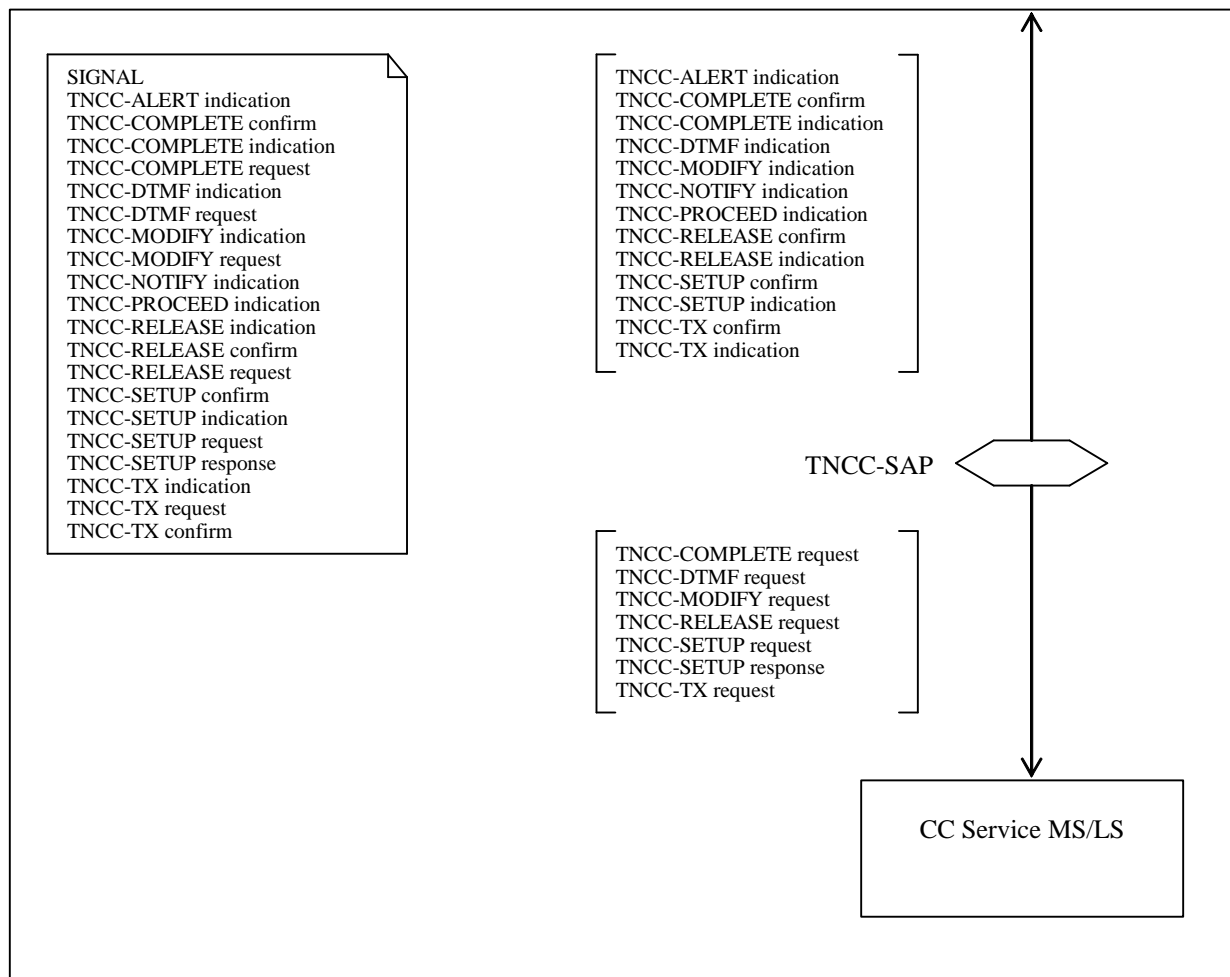 SIGNAL
TNCC-ALERT indication
TNCC-COMPLETE confirm
TNCC-COMPLETE indication
TNCC-COMPLETE request
TNCC-DTMF indication
TNCC-DTMF request
TNCC-MODIFY indication
TNCC-MODIFY request
TNCC-NOTIFY indication
TNCC-PROCEED indication
TNCC-RELEASE indication
TNCC-RELEASE confirm
TNCC-RELEASE request
TNCC-SETUP confirm
TNCC-SETUP indication
TNCC-SETUP request
TNCC-SETUP response
TNCC-TX indication
TNCC-TX request
TNCC-TX confirm
TNCC-ALERT indication
TNCC-COMPLETE confirm
TNCC-COMPLETE indication
TNCC-DTMF indication
TNCC-MODIFY indication
TNCC-NOTIFY indication
TNCC-PROCEED indication
TNCC-RELEASE confirm
TNCC-RELEASE indication
TNCC-SETUP confirm
TNCC-SETUP indication
TNCC-TX confirm
TNCC-TX indication
TNCC-SAP
TNCC-COMPLETE request
TNCC-DTMF request
TNCC-MODIFY request
TNCC-RELEASE request
TNCC-SETUP request
TNCC-SETUP response
TNCC-TX request
CC Service MS/LS